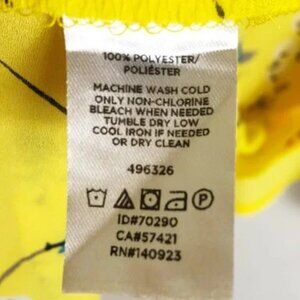 100% POLYESTER/
POLIÉSTER
MACHINE WASH COLD
ONLY NON-CHLORINE
BLEACH WHEN NEEDED
TUMBLE DRY LOW
COOL IRON IF NEEDED
OR DRY CLEAN
496326
P
ID#70290
CA#57421
RN#140923